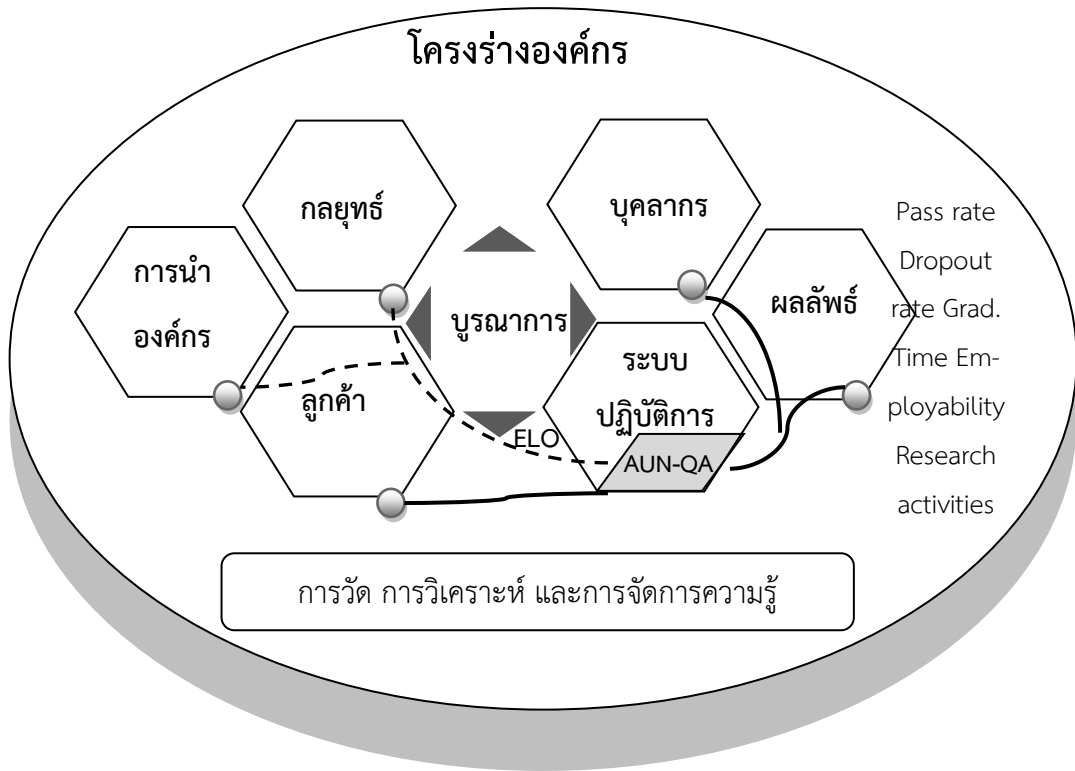 โครงร่างองค์กร
กลยุทธ์
บุคลากร
การนำ
องค์กร
บูรณาการ
ผลลัพธ์
ลูกค้า
ระบบ
ปฏิบัติการ
ELO
AUN-QA
Pass rate
Dropout
rate Grad.
Time Em-
ployability
Research
activities
การวัด การวิเคราะห์ และการจัดการความรู้